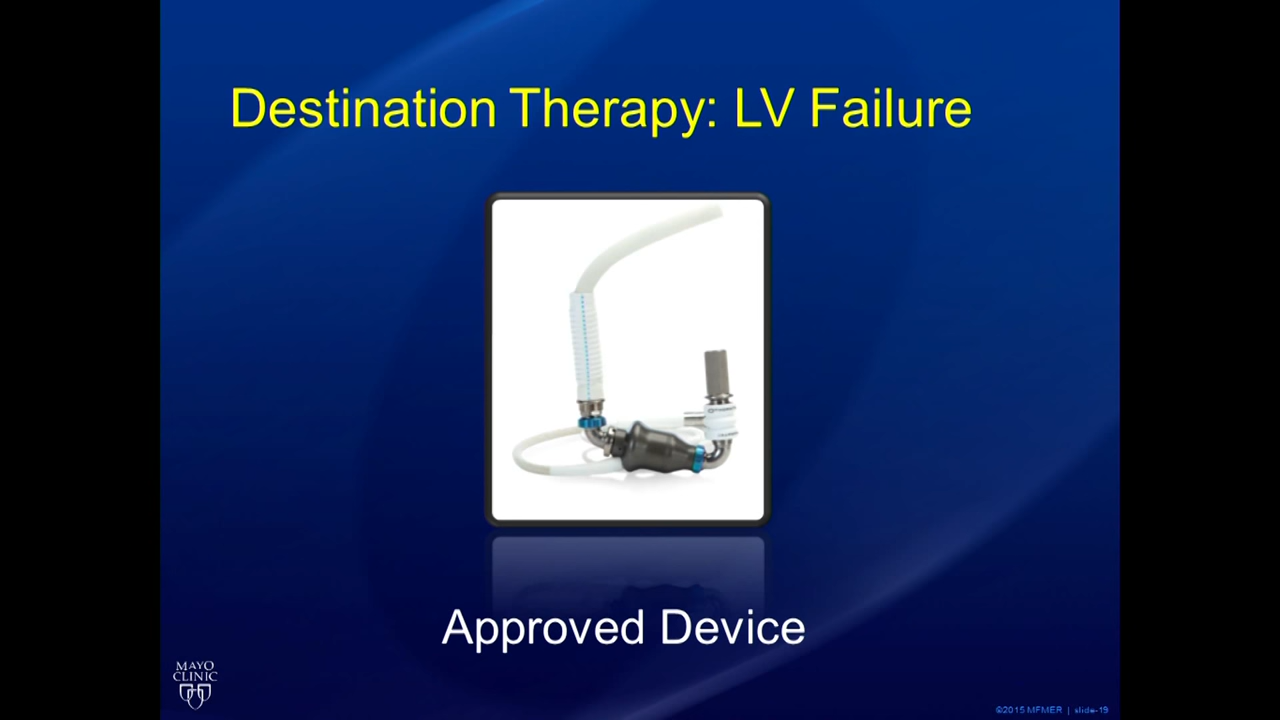 Destination Therapy: LV Failure
Approved Device
MAYO
CLINIC
©2015 MFMER | slide-19